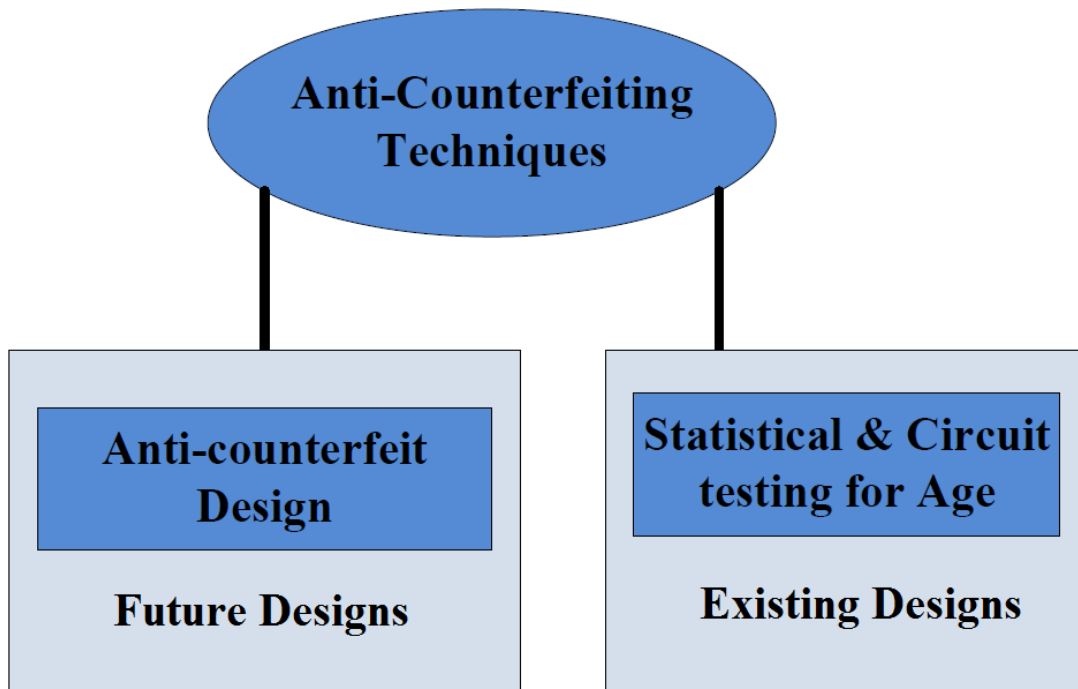 Anti-Counterfeiting
Techniques
Anti-counterfeit
Design
Future Designs
Statistical & Circuit
testing for Age
Existing Designs